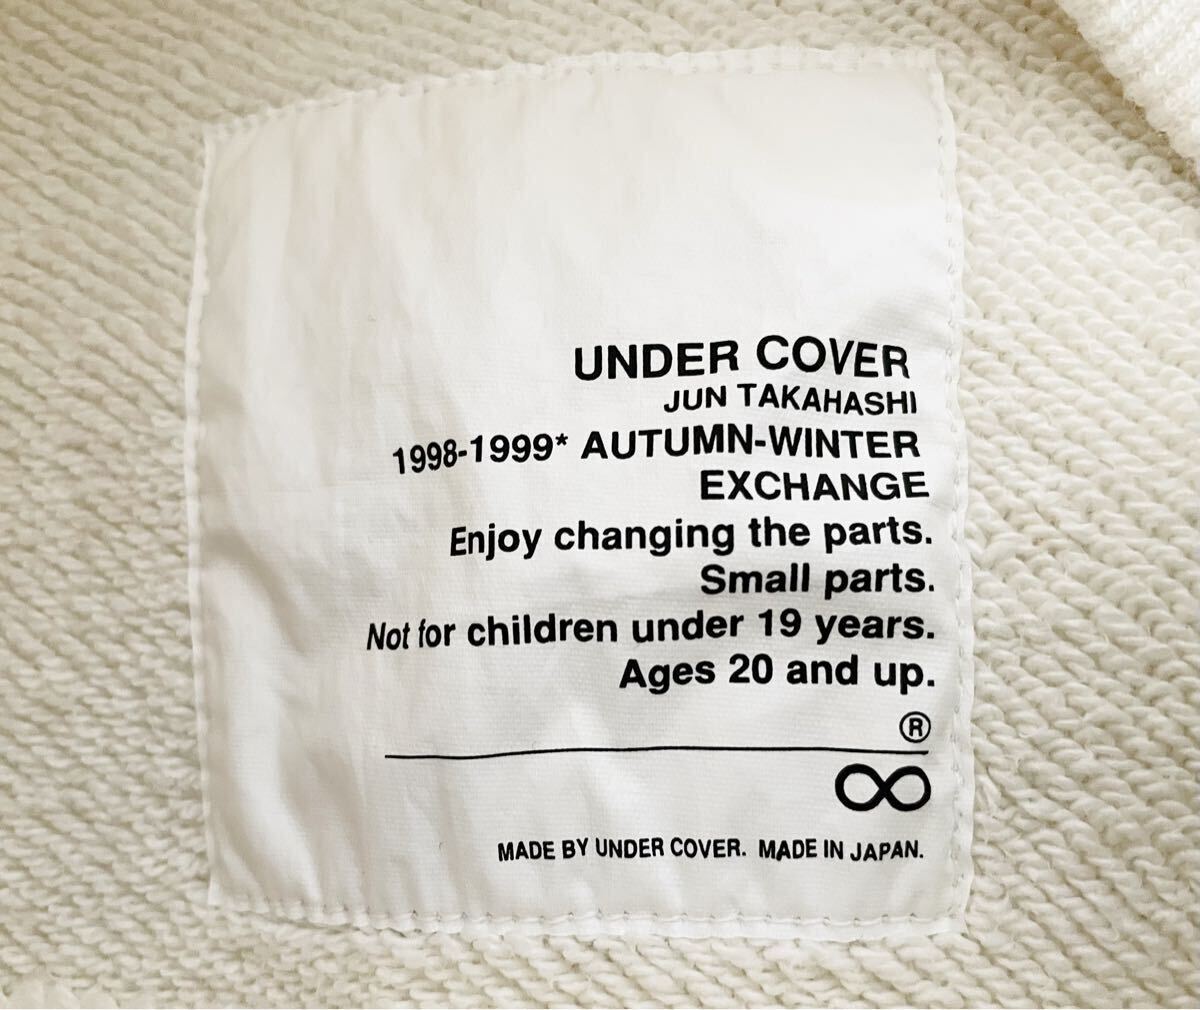 UNDER COVER
JUN TAKAHASHI
1998-1999* AUTUMN-WINTER
EXCHANGE
Enjoy changing the parts.
Small parts.
Not for children under 19 years.
Ages 20 and up.
®
∞
MADE BY UNDER COVER. MADE IN JAPAN.